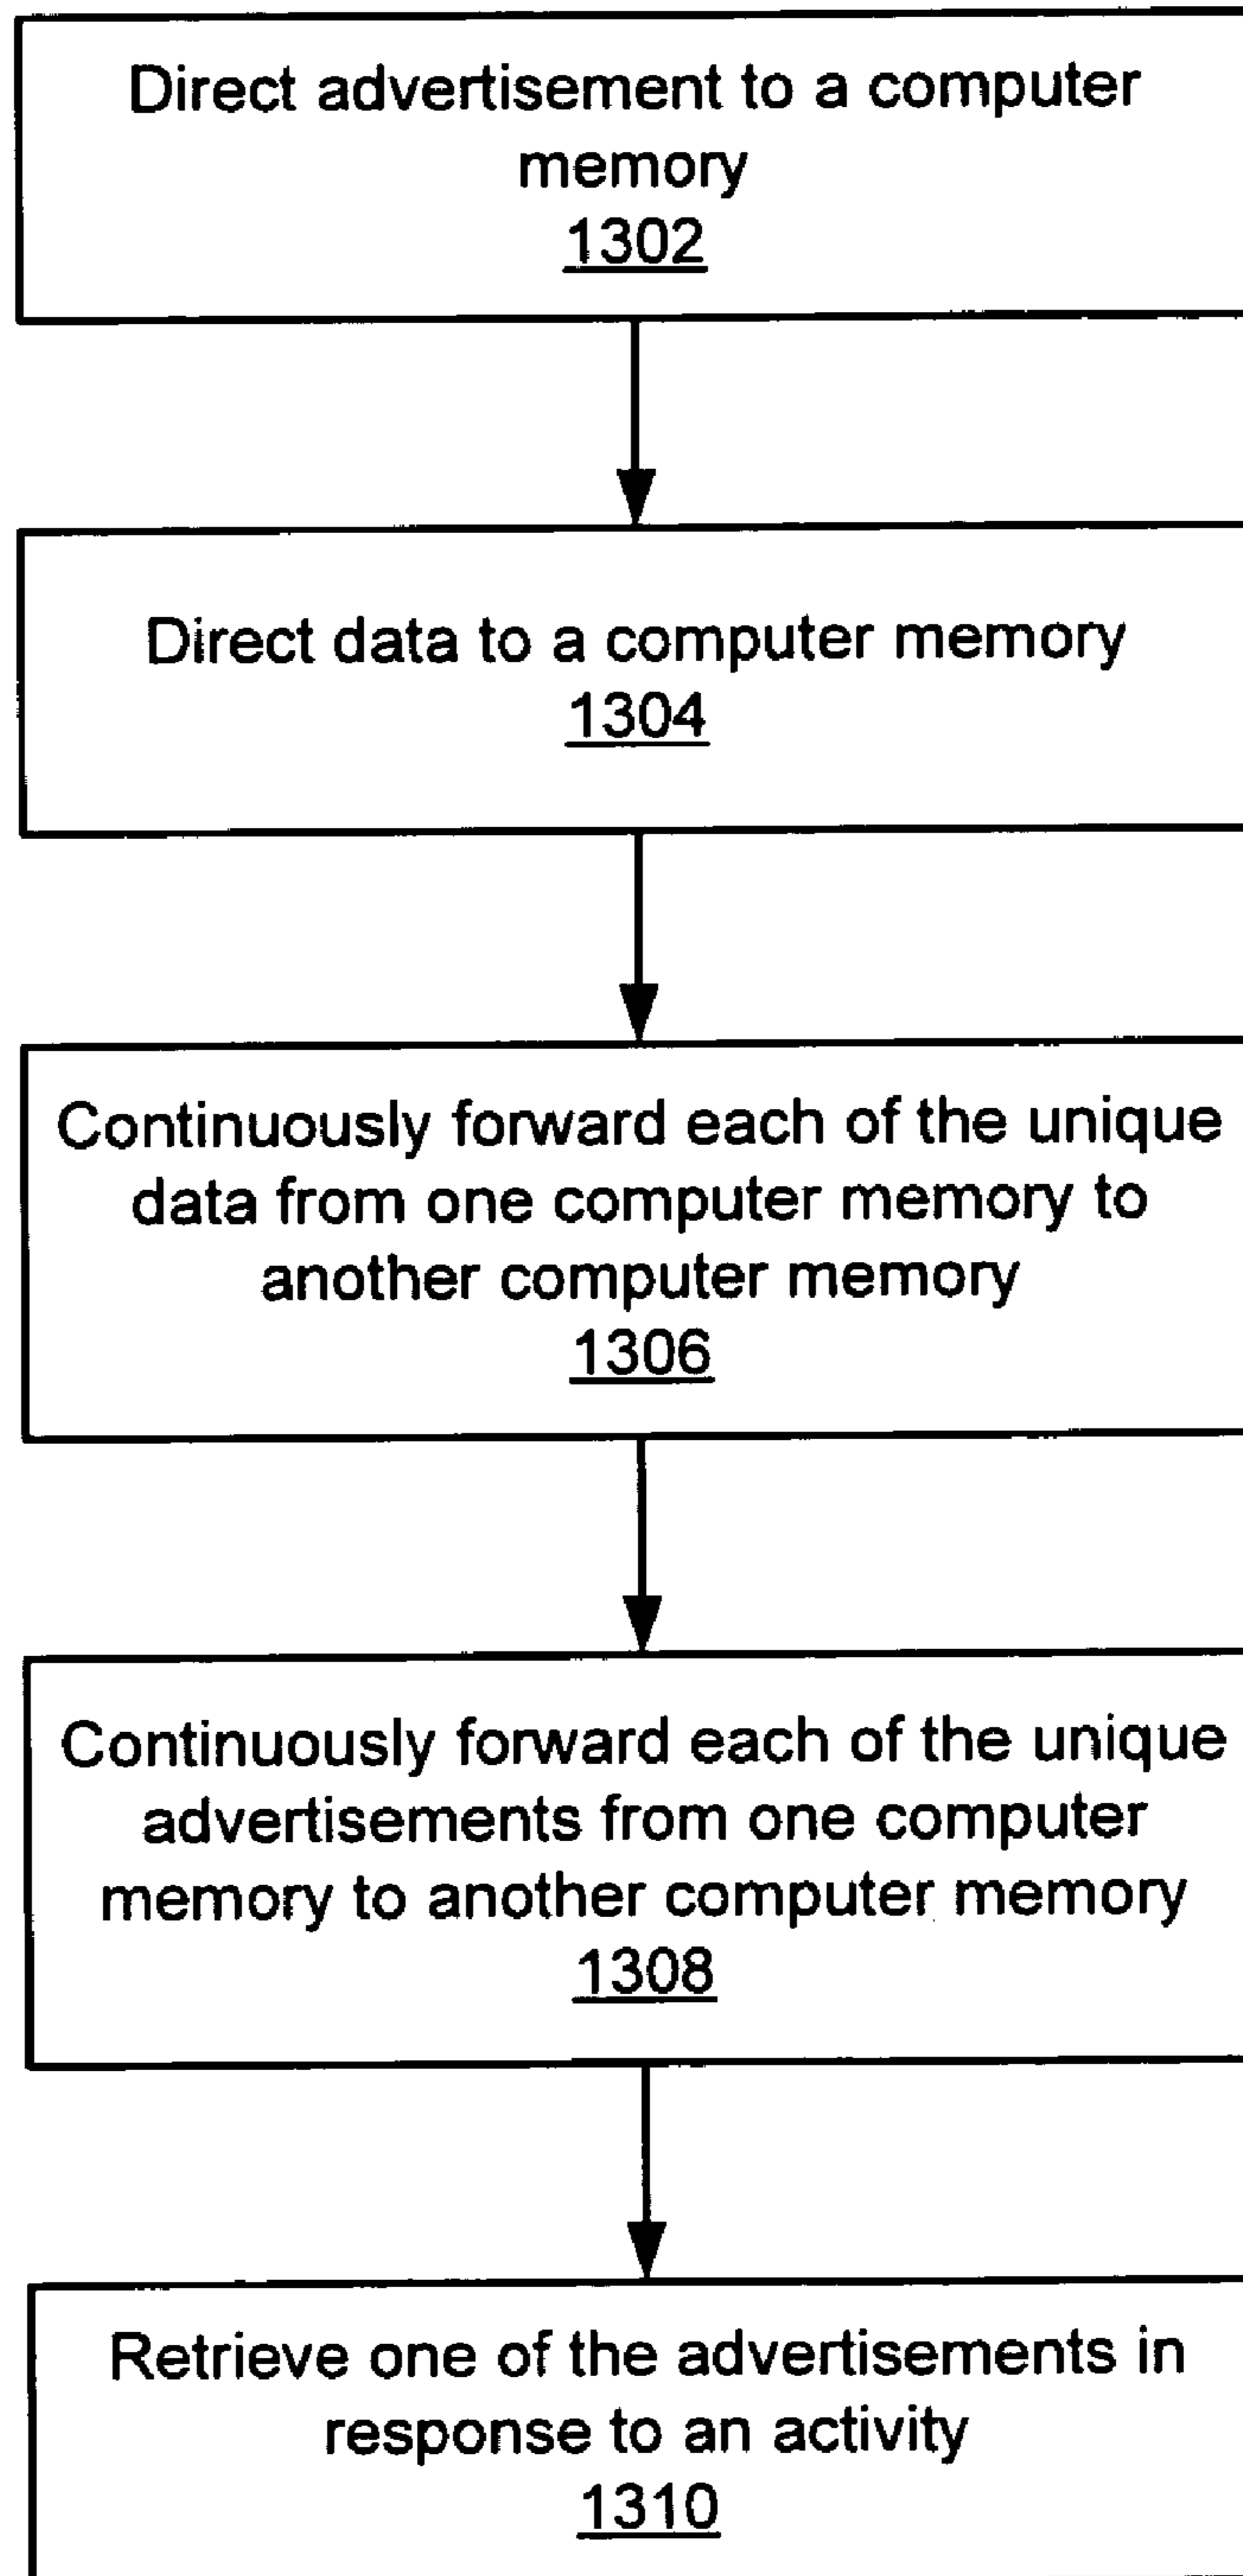 Direct advertisement to a computer
memory
1302
Direct data to a computer memory
1304
Continuously forward each of the unique
data from one computer memory to
another computer memory
1306
Continuously forward each of the unique
advertisements from one computer
memory to another computer memory
1308
Retrieve one of the advertisements in
response to an activity
1310